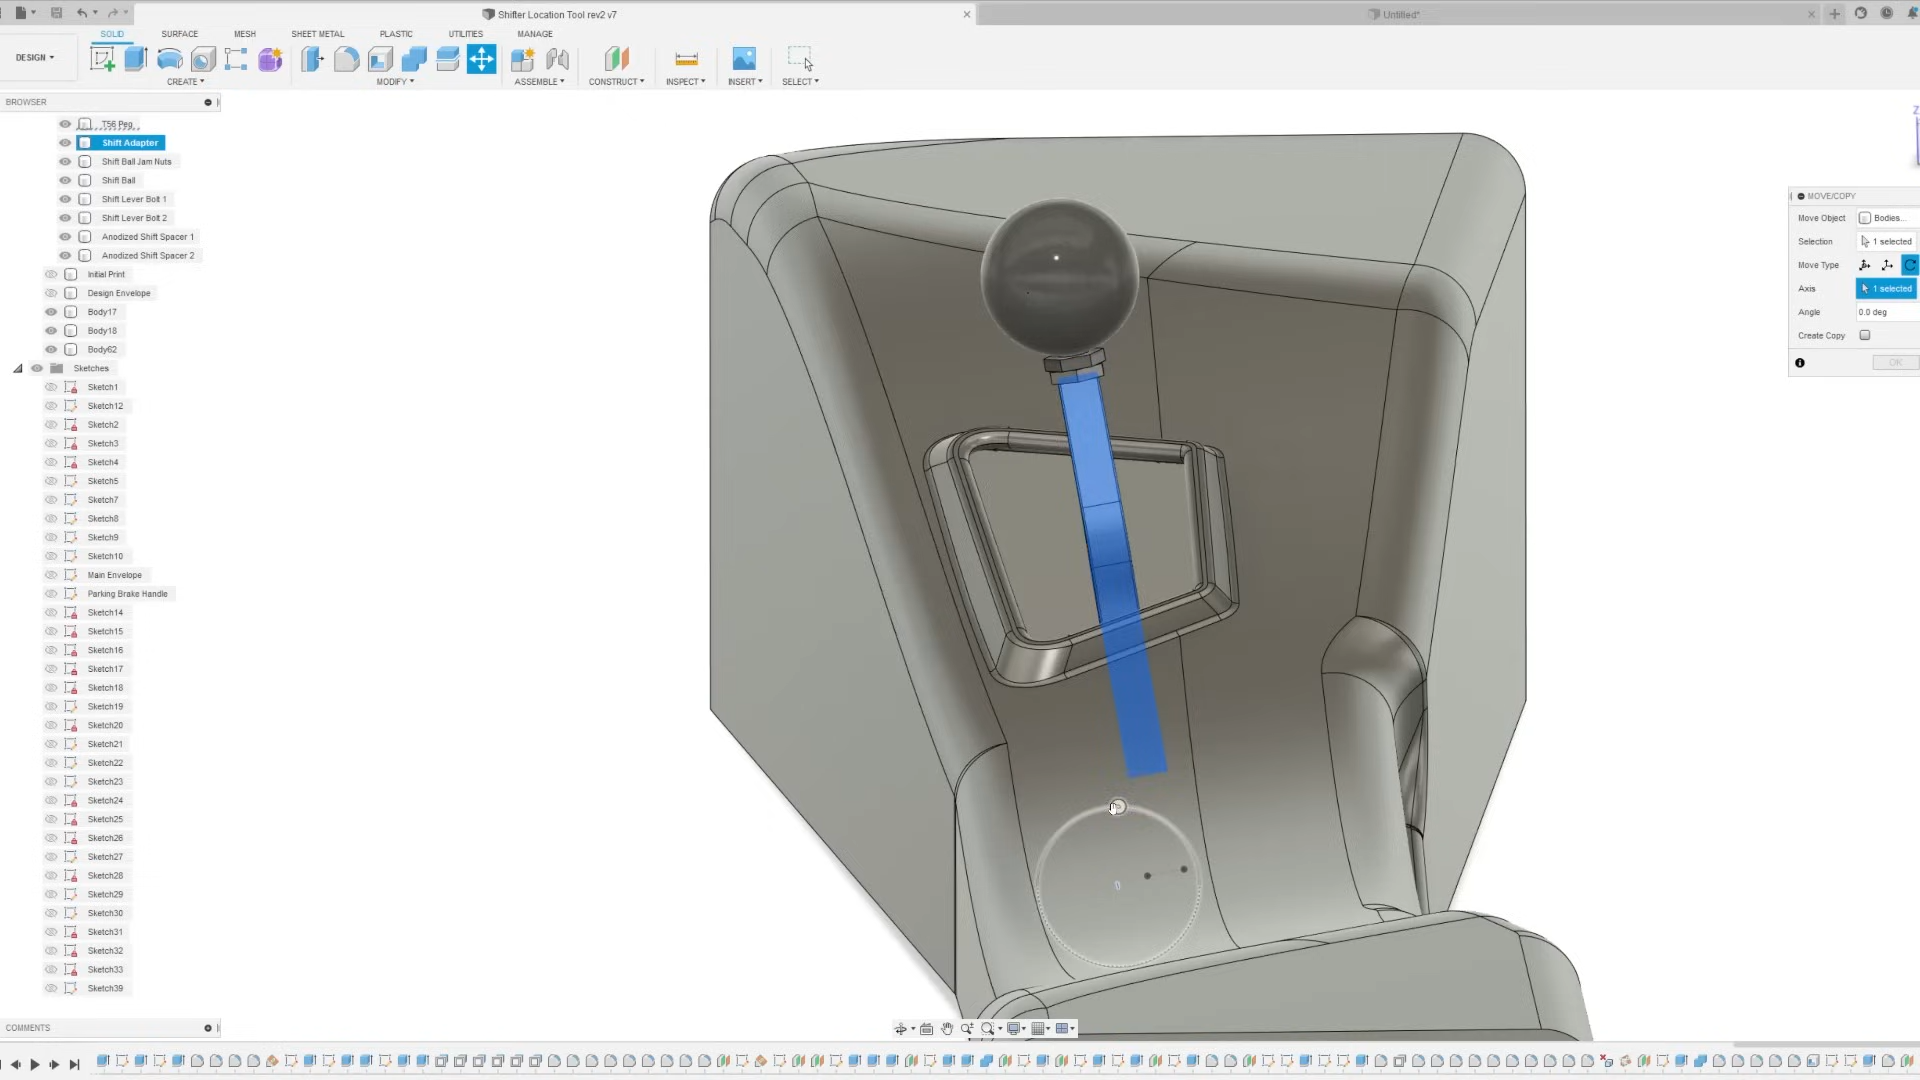 Shifter Location Tool rev2 v7
Untitled*
SOLID
SURFACE
MESH
SHEET METAL
PLASTIC
UTILITIES
MANAGE
DESIGN
CREATE
MODIFY
ASSEMBLE
CONSTRUCT
INSPECT
INSERT
SELECT
BROWSER
T56 Peg
Shift Adapter
Shift Ball Jam Nuts
Shift Ball
Shift Lever Bolt 1
Shift Lever Bolt 2
Anodized Shift Spacer 1
Anodized Shift Spacer 2
Initial Print
Design Envelope
Body17
Body18
Body62
Sketches
Sketch1
Sketch12
Sketch2
Sketch3
Sketch4
Sketch5
Sketch7
Sketch8
Sketch9
Sketch10
Main Envelope
Parking Brake Handle
Sketch14
Sketch15
Sketch16
Sketch17
Sketch18
Sketch19
Sketch20
Sketch21
Sketch22
Sketch23
Sketch24
Sketch25
Sketch26
Sketch27
Sketch28
Sketch29
Sketch30
Sketch31
Sketch32
Sketch33
Sketch39
COMMENTS
Z
MOVE/COPY
Move Object Bodies...
Selection 1 selected
Move Type
Axis 1 selected
Angle 0.0 deg
Create Copy
OK